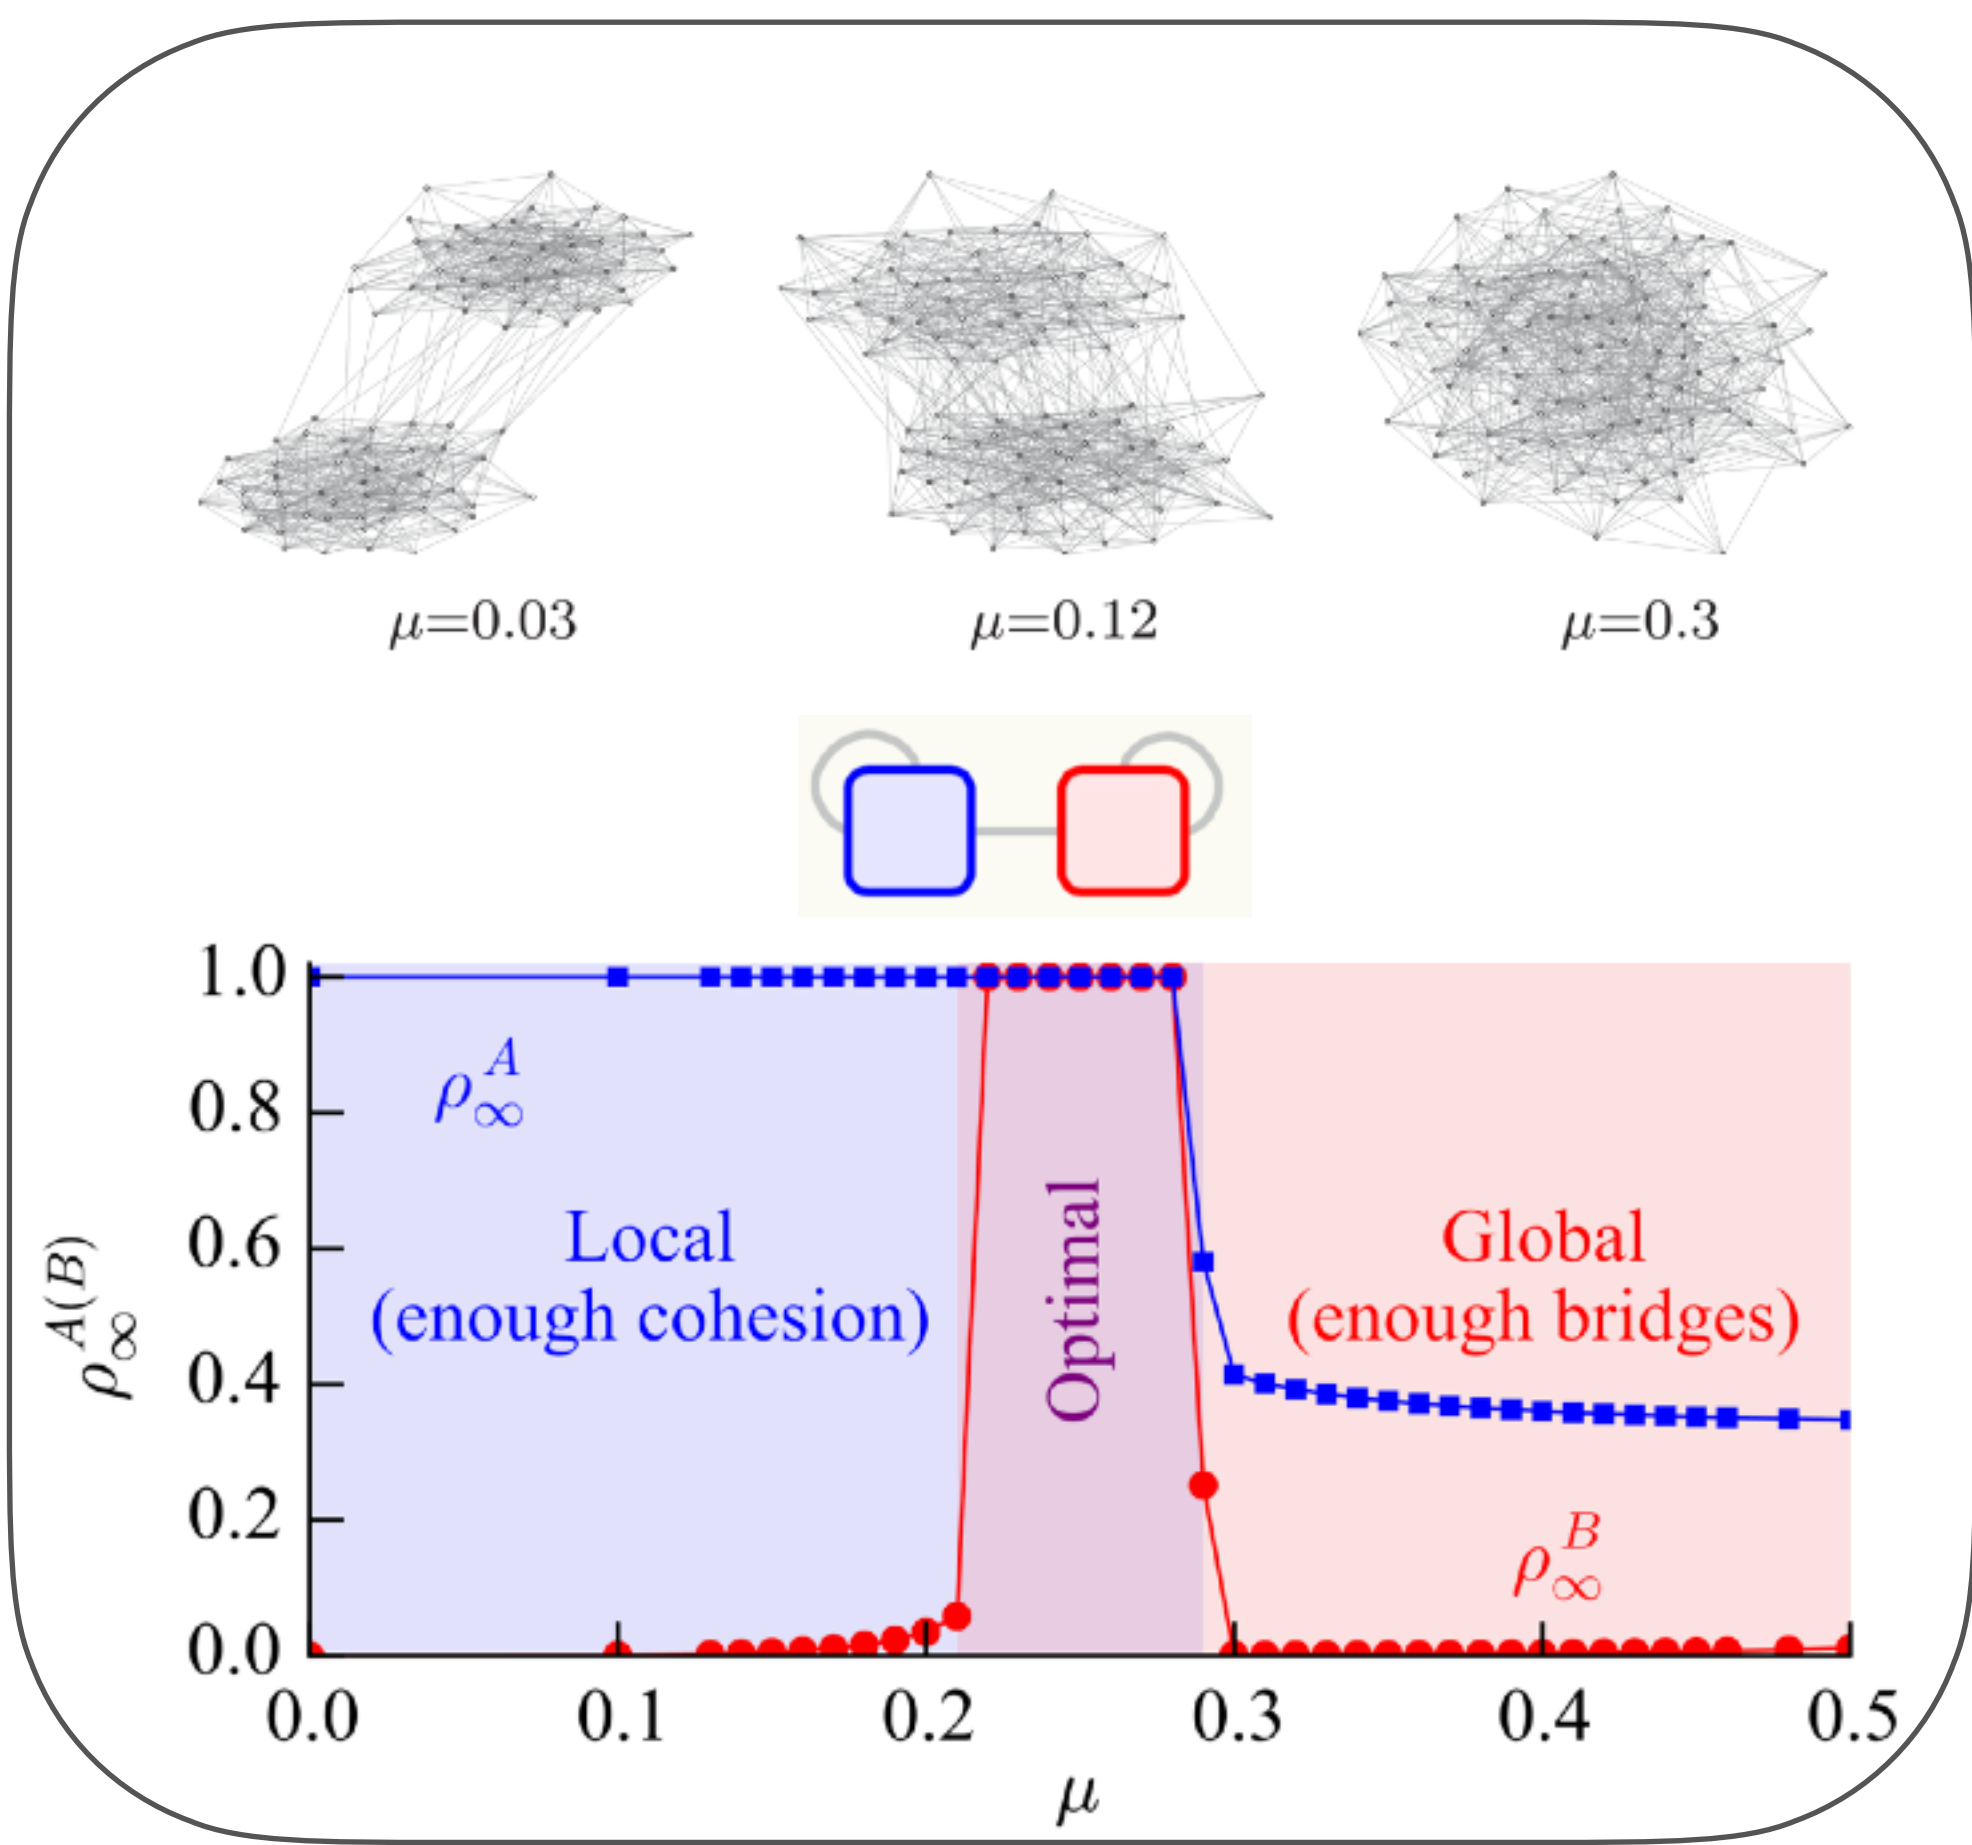 μ=0.03
μ=0.12
μ=0.3
1.0
0.8
0.6
0.4
0.2
0.0
ρ∞^A(B)
ρ∞^A
Local
(enough cohesion)
Optimal
Global
(enough bridges)
ρ∞^B
0.0 0.1 0.2 0.3 0.4 0.5
μ